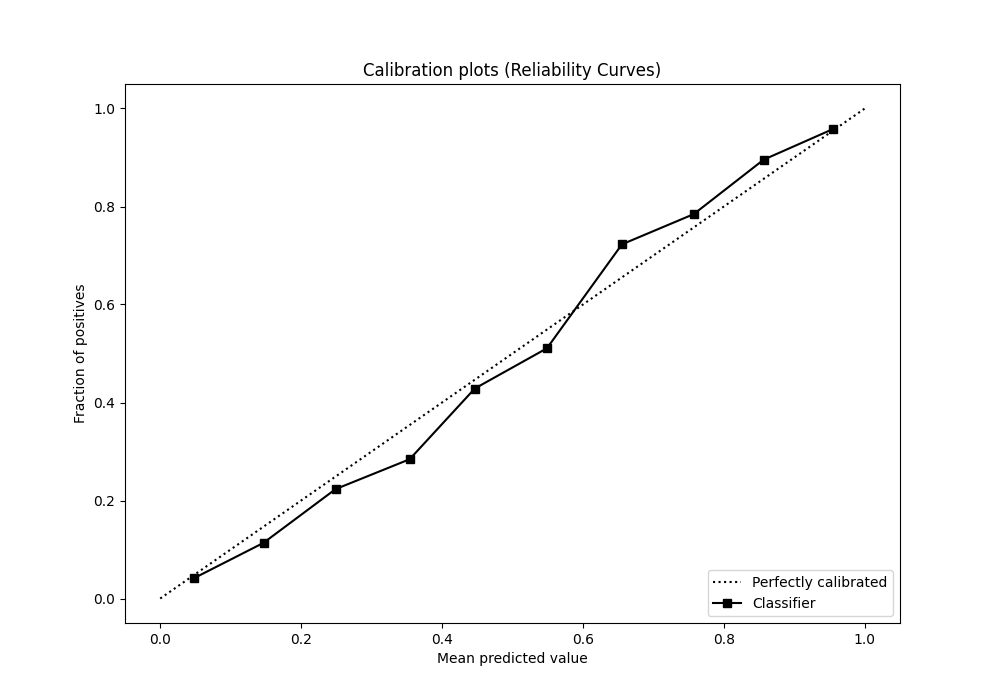 Calibration plots (Reliability Curves)
1.0
0.8
0.6
0.4
0.2
0.0
Fraction of positives
0.0 0.2 0.4 0.6 0.8 1.0
Mean predicted value
Perfectly calibrated
Classifier